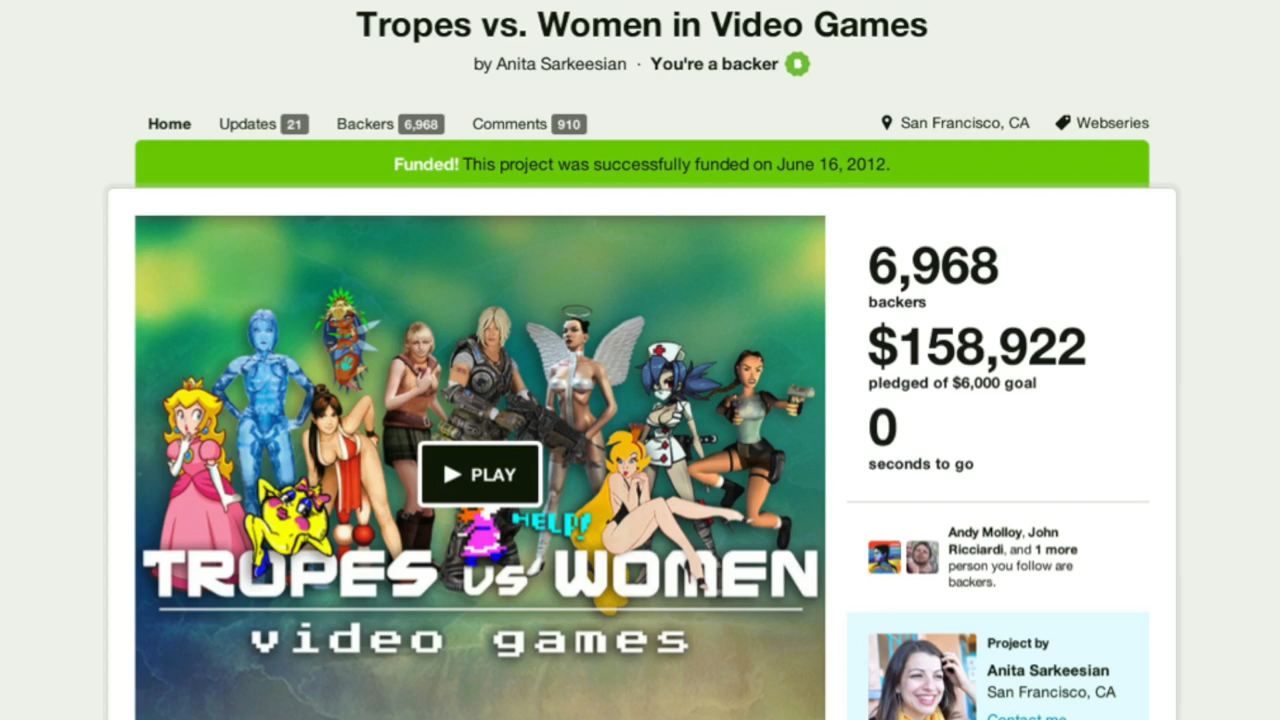 Tropes vs. Women in Video Games
by Anita Sarkeesian · You're a backer
Home Updates 21 Backers 6,968 Comments 910 San Francisco, CA Webseries
Funded! This project was successfully funded on June 16, 2012.
6,968
backers
$158,922
pledged of $6,000 goal
0
seconds to go
PLAY
HELP!
TROPES vs WOMEN
video games
Andy Molloy, John
Ricciardi, and 1 more
person you follow are
backers.
Project by
Anita Sarkeesian
San Francisco, CA
Contact me